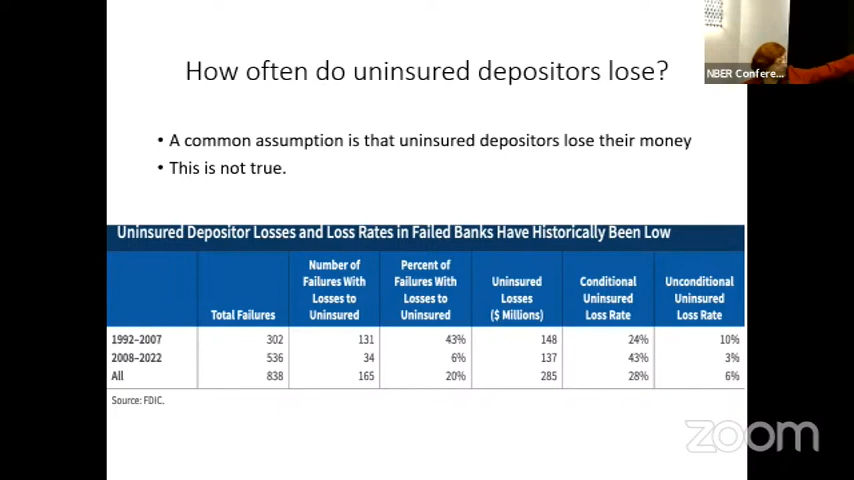 How often do uninsured depositors lose?
NBER Confere...
• A common assumption is that uninsured depositors lose their money
• This is not true.
Uninsured Depositor Losses and Loss Rates in Failed Banks Have Historically Been Low
Total Failures Number of Failures With Losses to Uninsured Percent of Failures With Losses to Uninsured Uninsured Losses ($ Millions) Conditional Uninsured Loss Rate Unconditional Uninsured Loss Rate
1992–2007 302 131 43% 148 24% 10%
2008–2022 536 34 6% 137 43% 3%
All 838 165 20% 285 28% 6%
Source: FDIC.
zoom